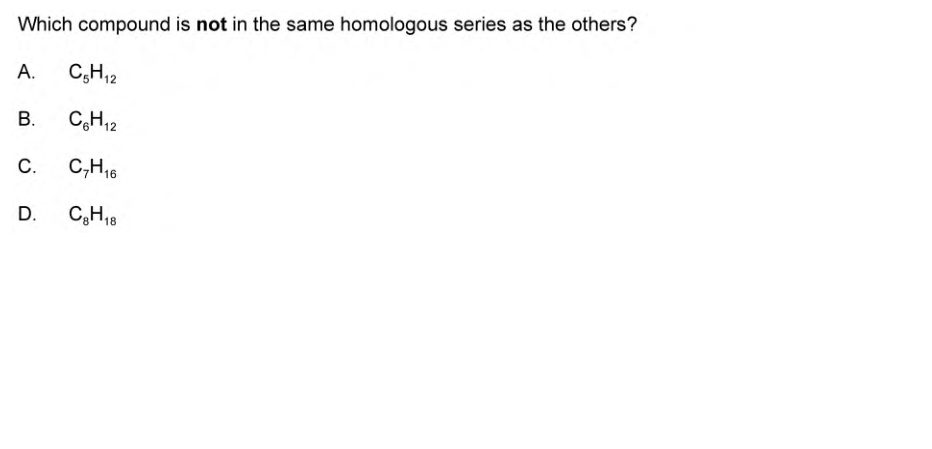 Which compound is not in the same homologous series as the others?
A. C₅H₁₂
B. C₆H₁₂
C. C₇H₁₆
D. C₈H₁₈